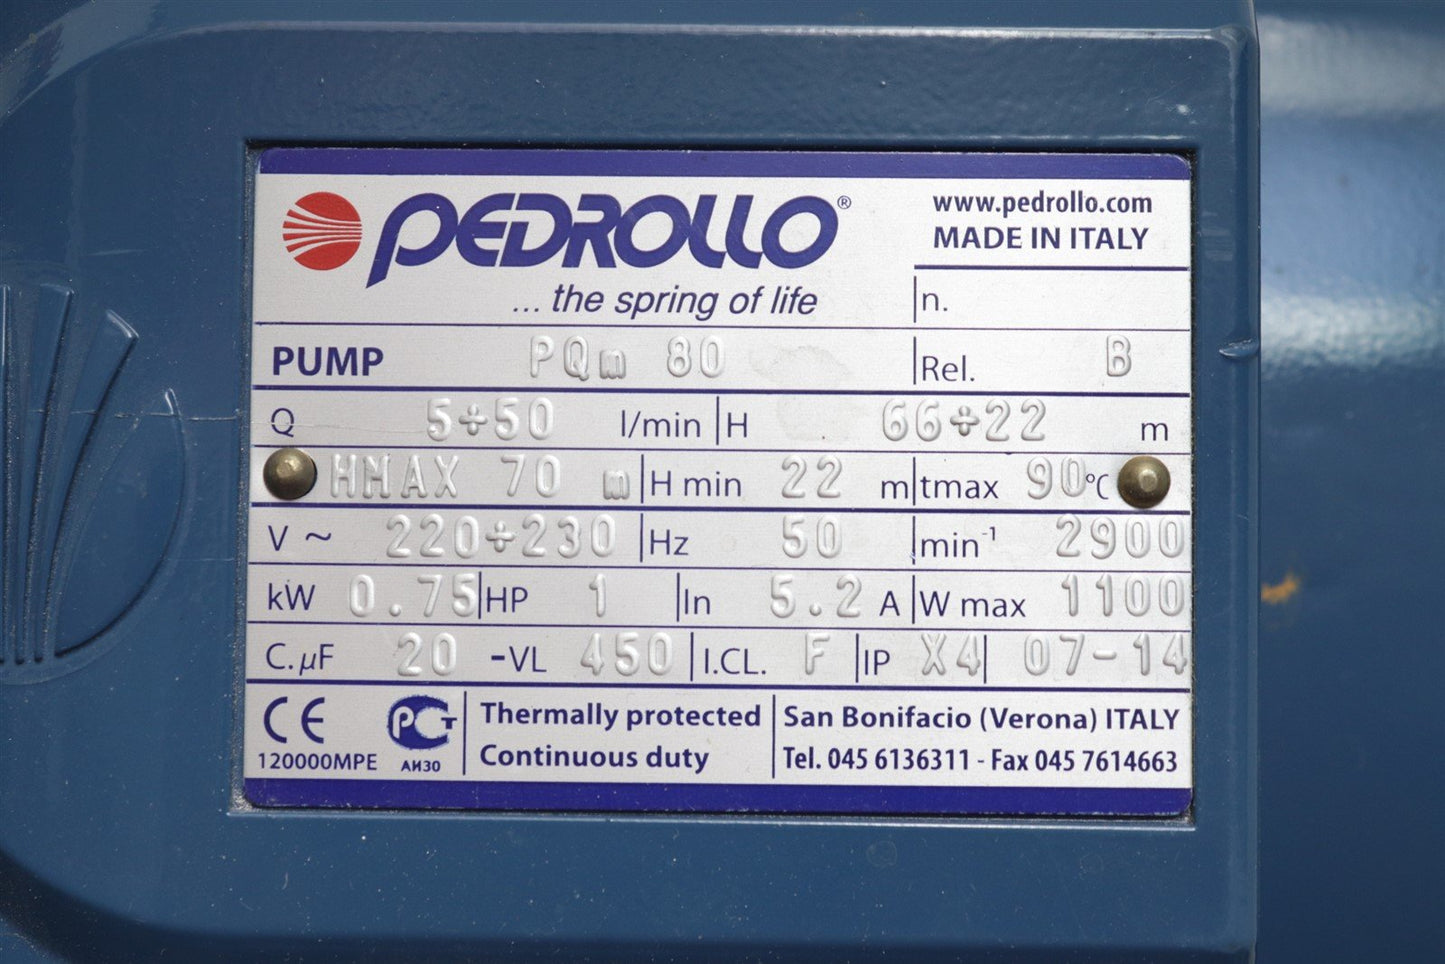 PEDROLLO®
... the spring of life
www.pedrollo.com
MADE IN ITALY
n.
PUMP PQm 80 Rel. B
Q 5÷50 l/min H 66÷22 m
HMAX 70 m H min 22 m tmax 90 °C
V ~ 220÷230 Hz 50 min⁻¹ 2900
kW 0.75 HP 1 In 5.2 A W max 1100
C.µF 20 -VL 450 I.CL. F IP X4 07-14
CE
120000MPE
РСТ
АИ30
Thermally protected
Continuous duty
San Bonifacio (Verona) ITALY
Tel. 045 6136311 - Fax 045 7614663